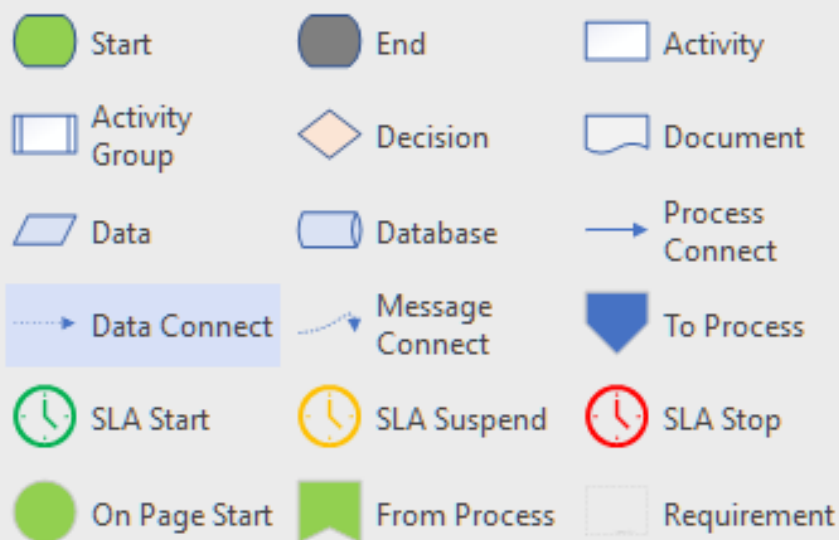 Start
End
Activity
Activity
Group
Decision
Document
Data
Database
Process
Connect
Data Connect
Message
Connect
To Process
SLA Start
SLA Suspend
SLA Stop
On Page Start
From Process
Requirement